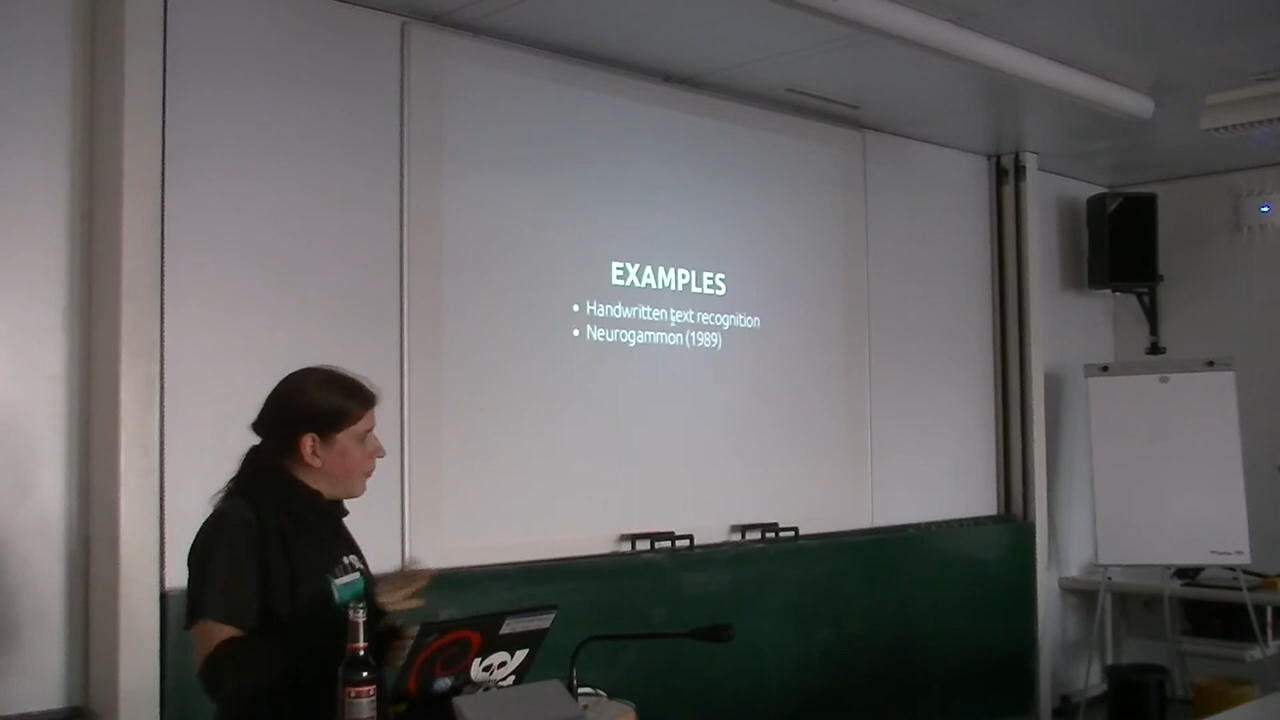 EXAMPLES
• Handwritten text recognition
• Neurogammon (1989)